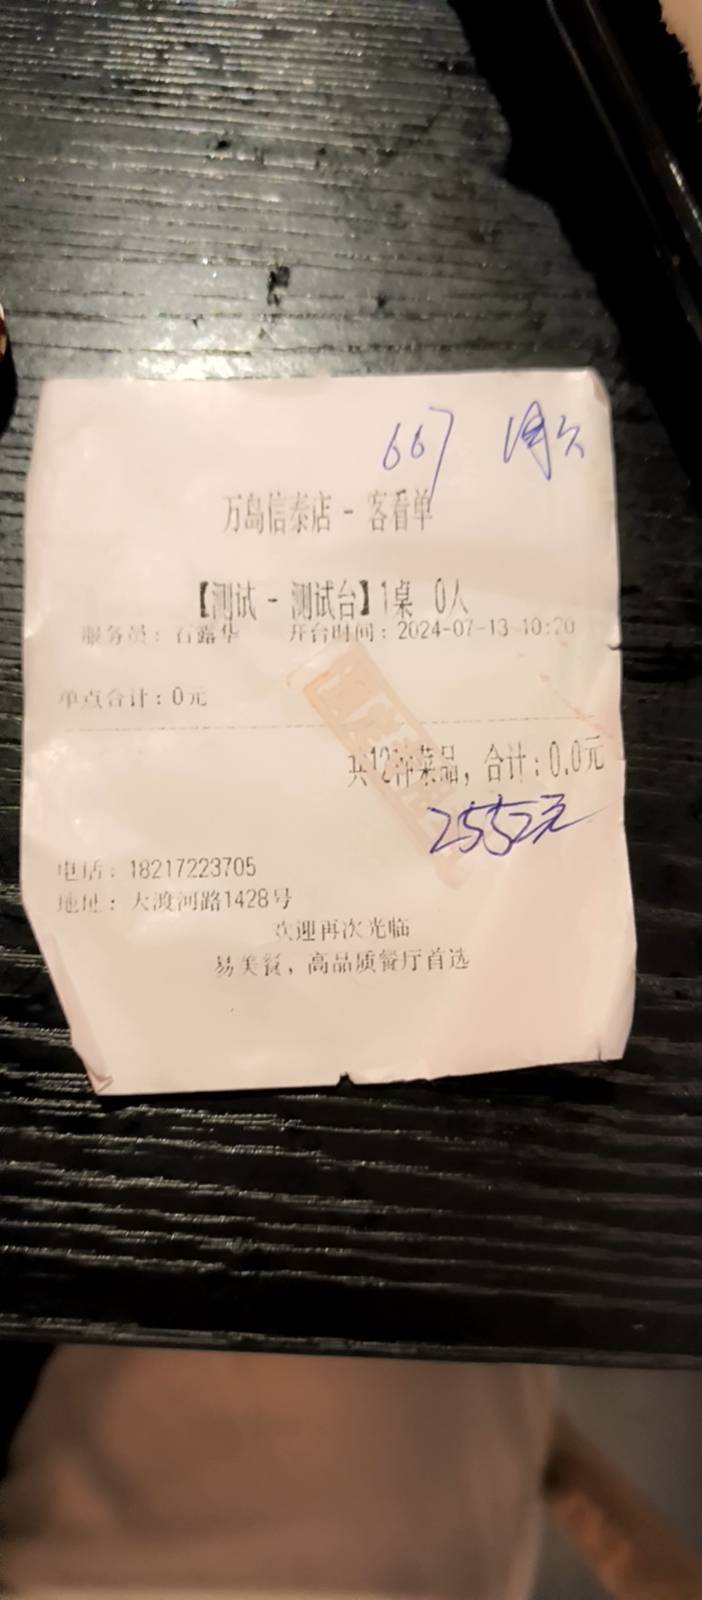 667
万岛信泰店 - 客看单
【测试 - 测试台】1桌 0人
服务员：石露华 开台时间：2024-07-13 10:20
单点合计：0元
共12种菜品，合计：0.0元
2552元
电话：18217223705
地址：大渡河路1428号
欢迎再次光临
易美餐，高品质餐厅首选